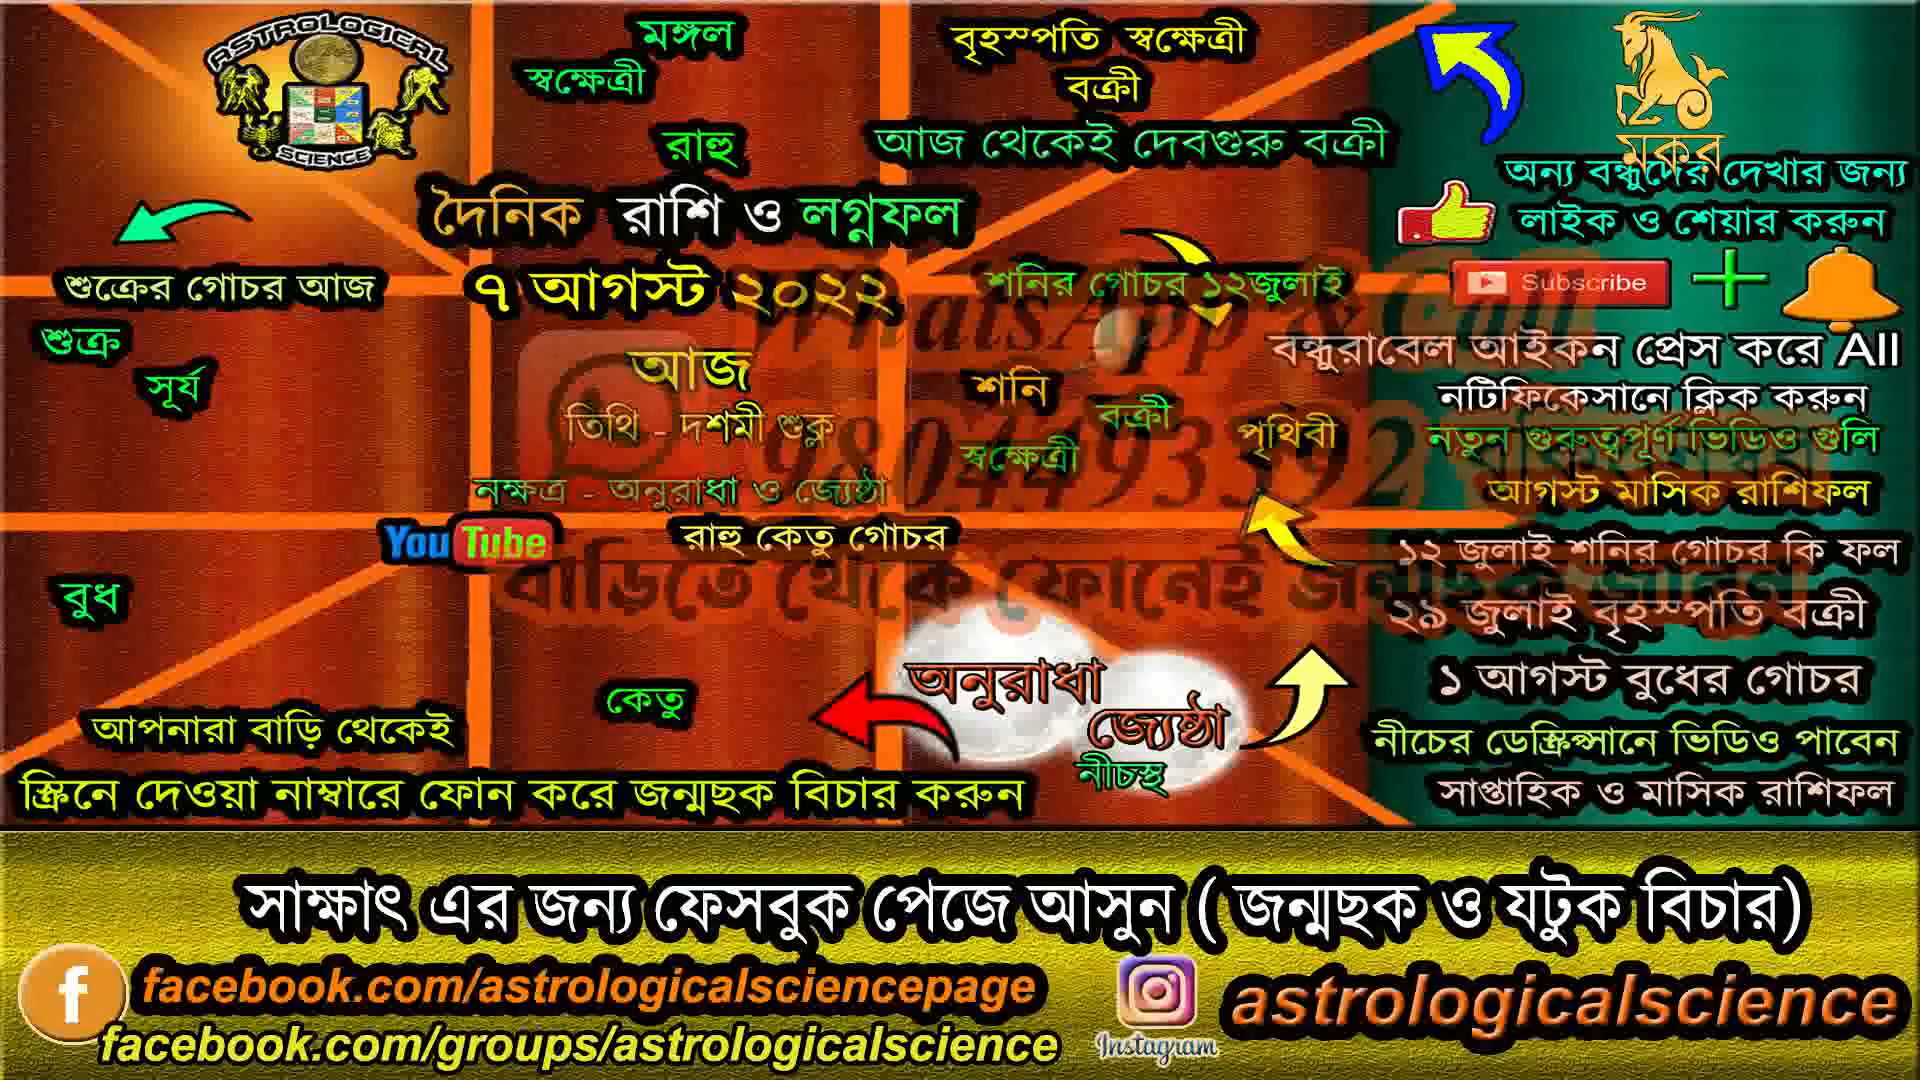 ASTROLOGICAL
SCIENCE
মঙ্গল
স্বক্ষেত্রী
রাহু
বৃহস্পতি স্বক্ষেত্রী
বক্রী
আজ থেকেই দেবগুরু বক্রী
মকর
অন্য বন্ধুদের দেখার জন্য
লাইক ও শেয়ার করুন
দৈনিক রাশি ও লগ্নফল
৭ আগস্ট ২০২২
শুক্রের গোচর আজ
শুক্র
সূর্য
শনির গোচর ১২জুলাই
Subscribe
WhatsApp & Call
বন্ধুরাবেল আইকন প্রেস করে All
নটিফিকেসানে ক্লিক করুন
আজ
তিথি - দশমী শুক্ল
নক্ষত্র - অনুরাধা ও জ্যেষ্ঠা
শনি
বক্রী
স্বক্ষেত্রী
পৃথিবী
9804493392
নতুন গুরুত্বপূর্ণ ভিডিও গুলি
আগস্ট মাসিক রাশিফল
YouTube
রাহু কেতু গোচর
১২ জুলাই শনির গোচর কি ফল
বাড়িতে থেকে ফোনেই
২৯ জুলাই বৃহস্পতি বক্রী
বুধ
১ আগস্ট বুধের গোচর
কেতু
অনুরাধা
জ্যেষ্ঠা
নীচস্থ
নীচের ডেস্ক্রিপ্সানে ভিডিও পাবেন
সাপ্তাহিক ও মাসিক রাশিফল
আপনারা বাড়ি থেকেই
স্ক্রিনে দেওয়া নাম্বারে ফোন করে জন্মছক বিচার করুন
সাক্ষাৎ এর জন্য ফেসবুক পেজে আসুন ( জন্মছক ও যটুক বিচার)
facebook.com/astrologicalsciencepage
facebook.com/groups/astrologicalscience
Instagram
astrologicalscience